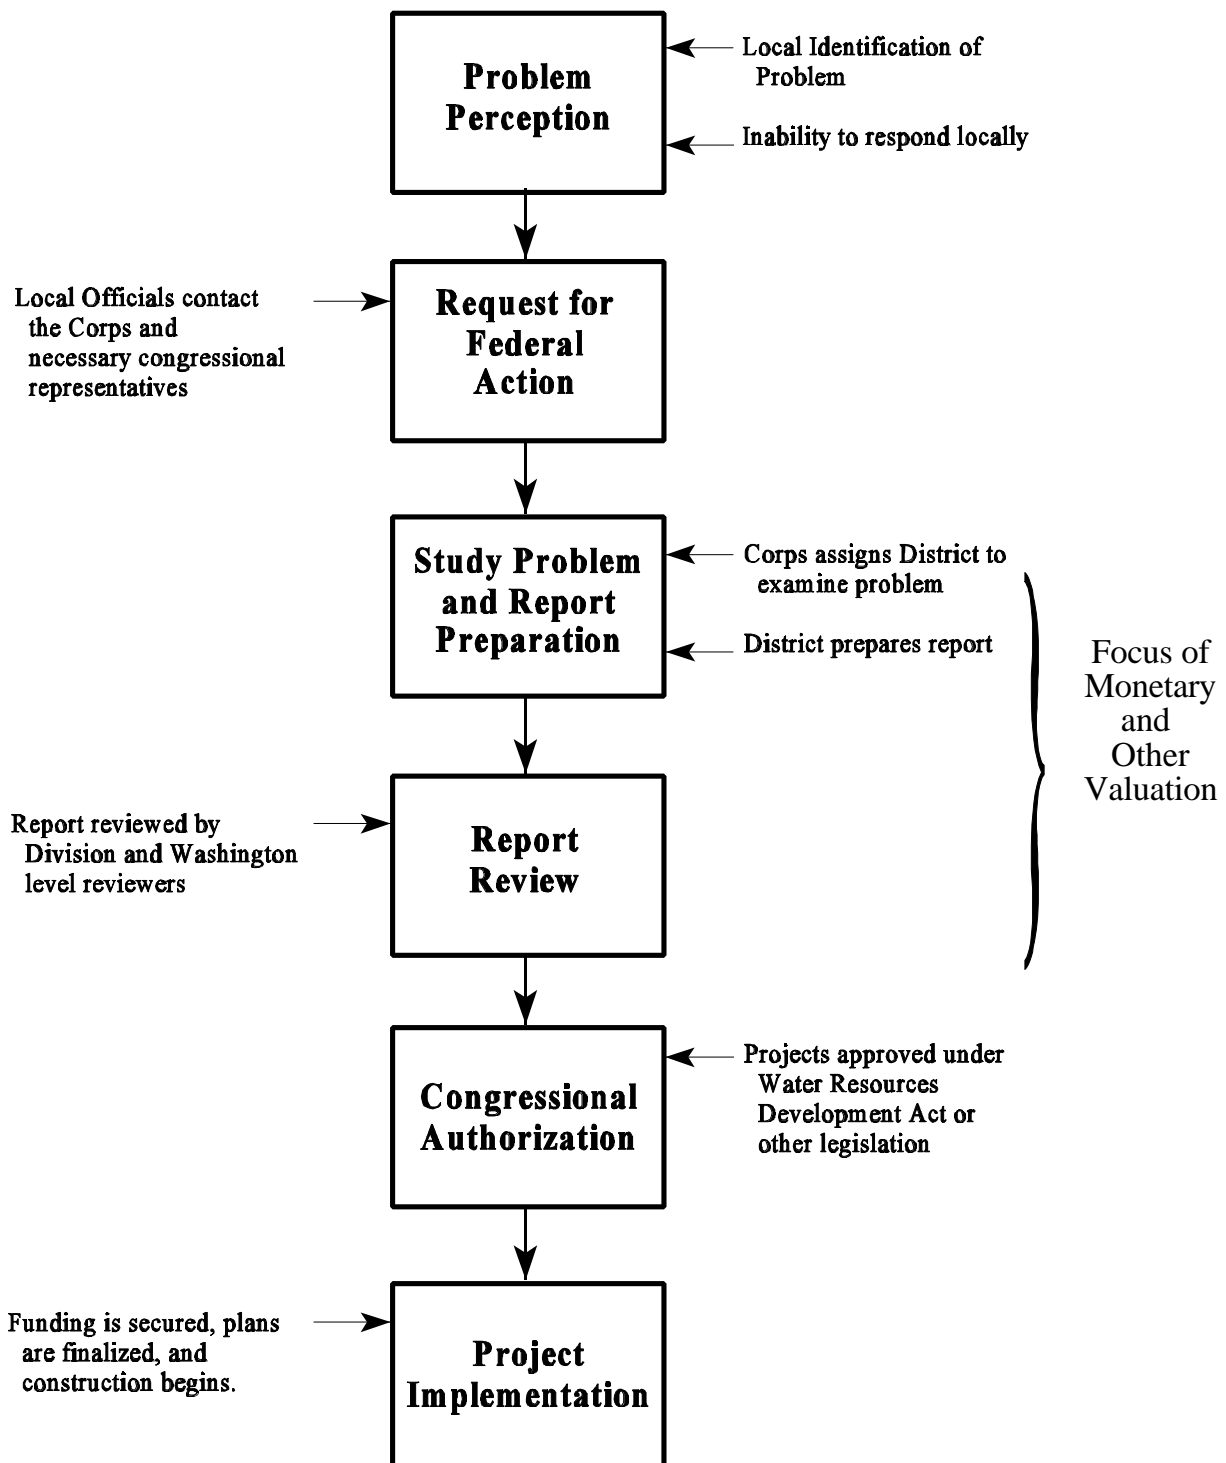 Problem
Perception
Local Identification of
Problem
Inability to respond locally
Local Officials contact
the Corps and
necessary congressional
representatives
Request for
Federal
Action
Study Problem
and Report
Preparation
Corps assigns District to
examine problem
District prepares report
Focus of
Monetary
and
Other
Valuation
Report reviewed by
Division and Washington
level reviewers
Report
Review
Congressional
Authorization
Projects approved under
Water Resources
Development Act or
other legislation
Funding is secured, plans
are finalized, and
construction begins.
Project
Implementation